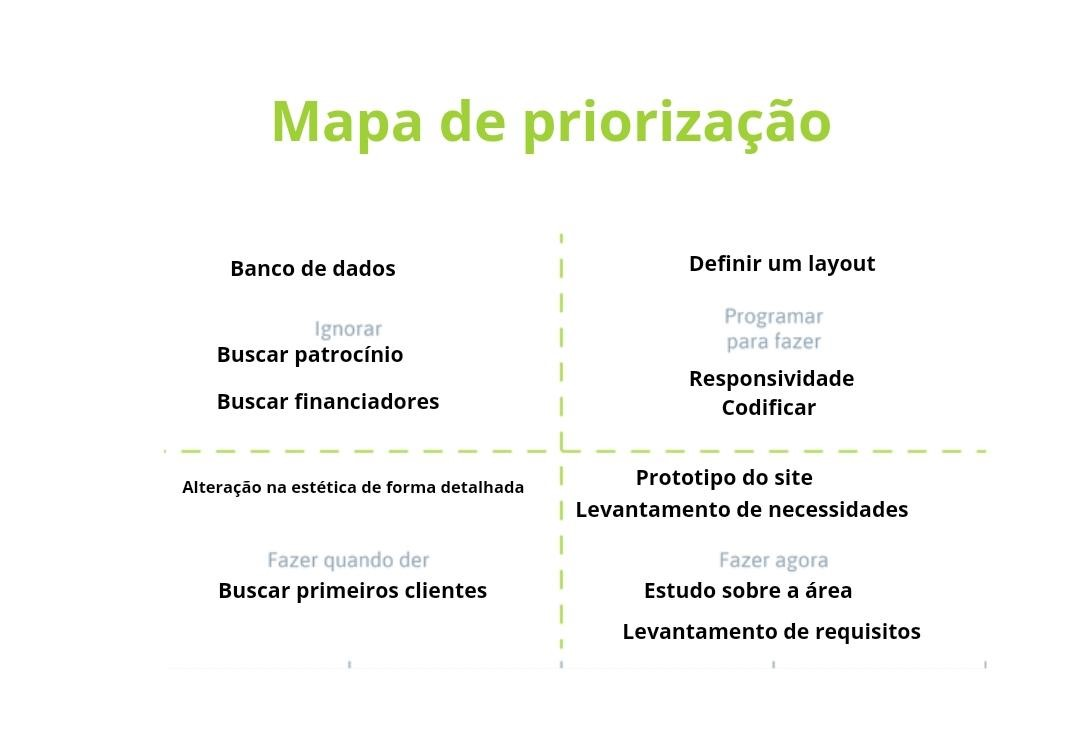 Mapa de priorização
Banco de dados
Ignorar
Buscar patrocínio
Buscar financiadores
Definir um layout
Programar
para fazer
Responsividade
Codificar
Alteração na estética de forma detalhada
Fazer quando der
Buscar primeiros clientes
Prototipo do site
Levantamento de necessidades
Fazer agora
Estudo sobre a área
Levantamento de requisitos